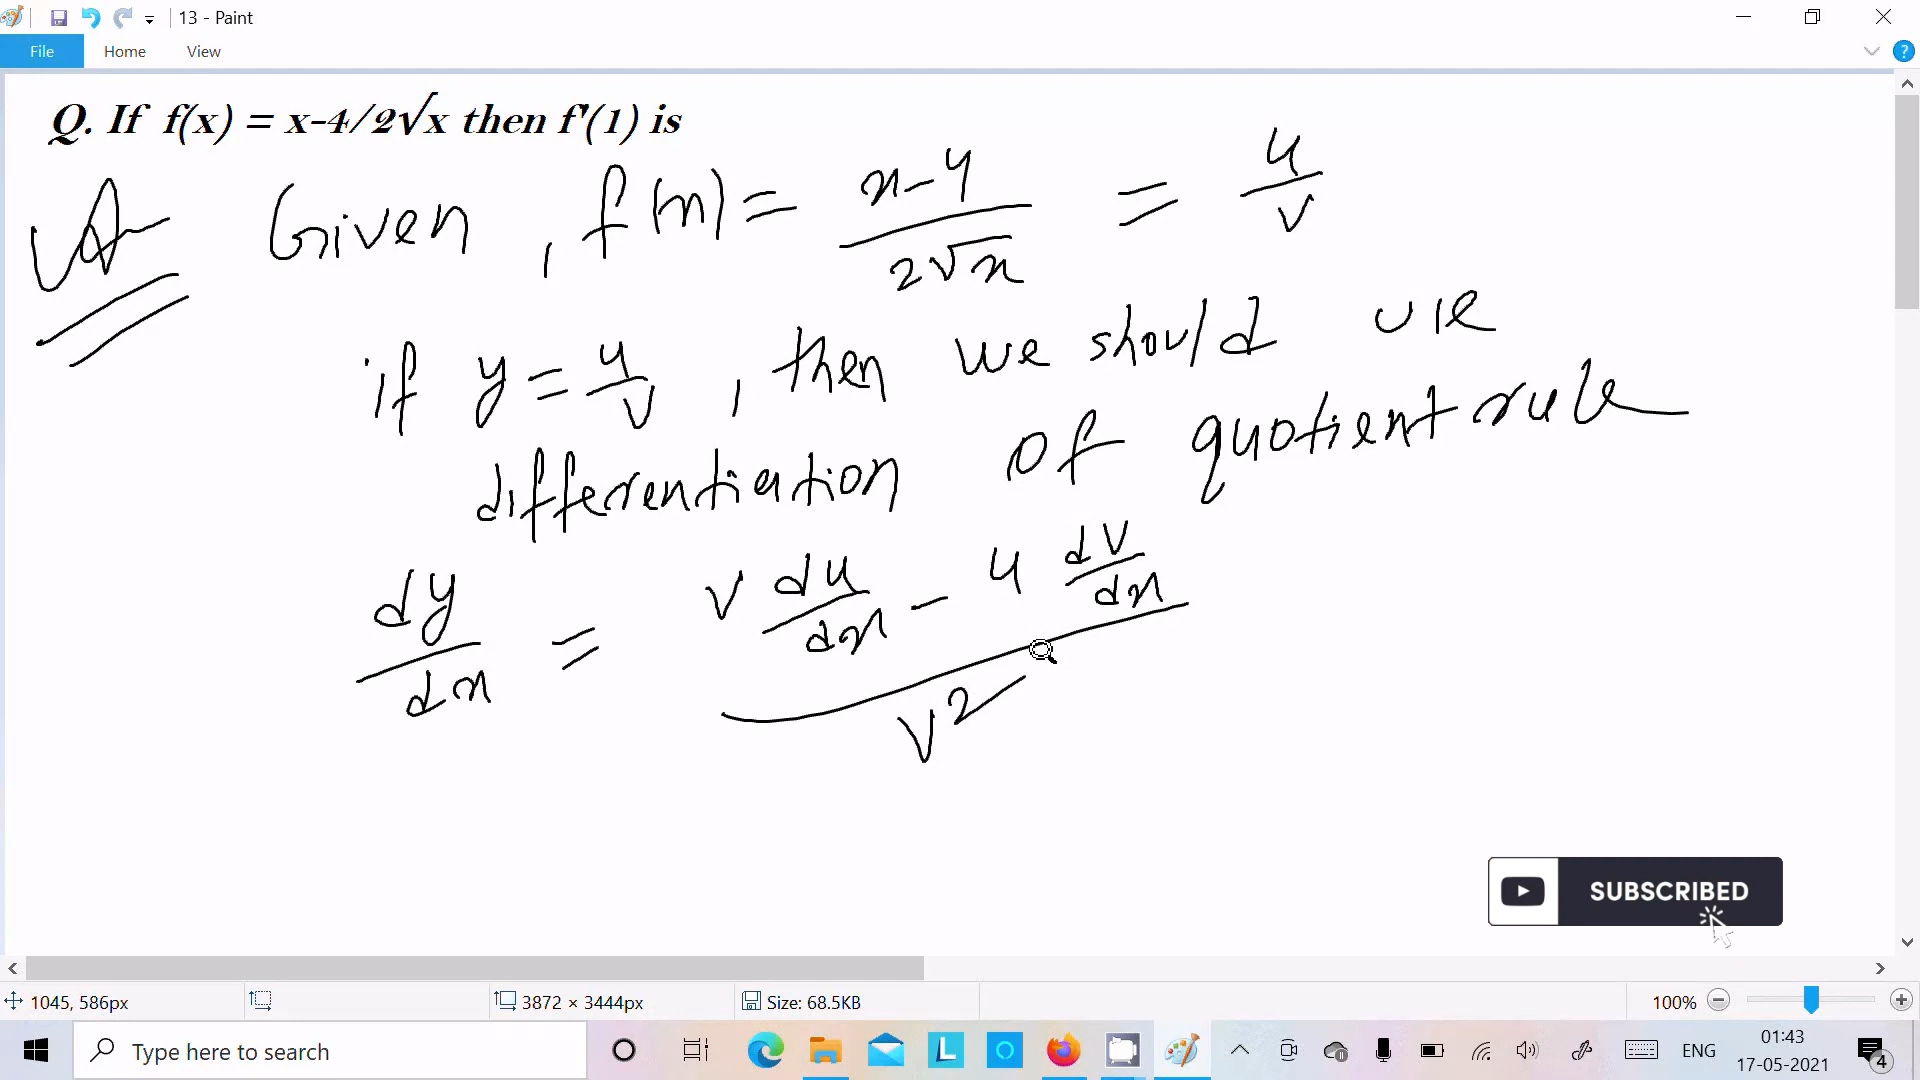 13 - Paint
File Home View
Q. If f(x) = x-4/2√x then f'(1) is
Given, f(x) = x-4 / 2√x = u / v
if y = u/v, then we should use
differentiation of quotient rule
dy/dx = v du/dx - u dv/dx / v²
SUBSCRIBED
1045, 586px 3872 × 3444px Size: 68.5KB 100%
Type here to search ENG 01:43
17-05-2021 4